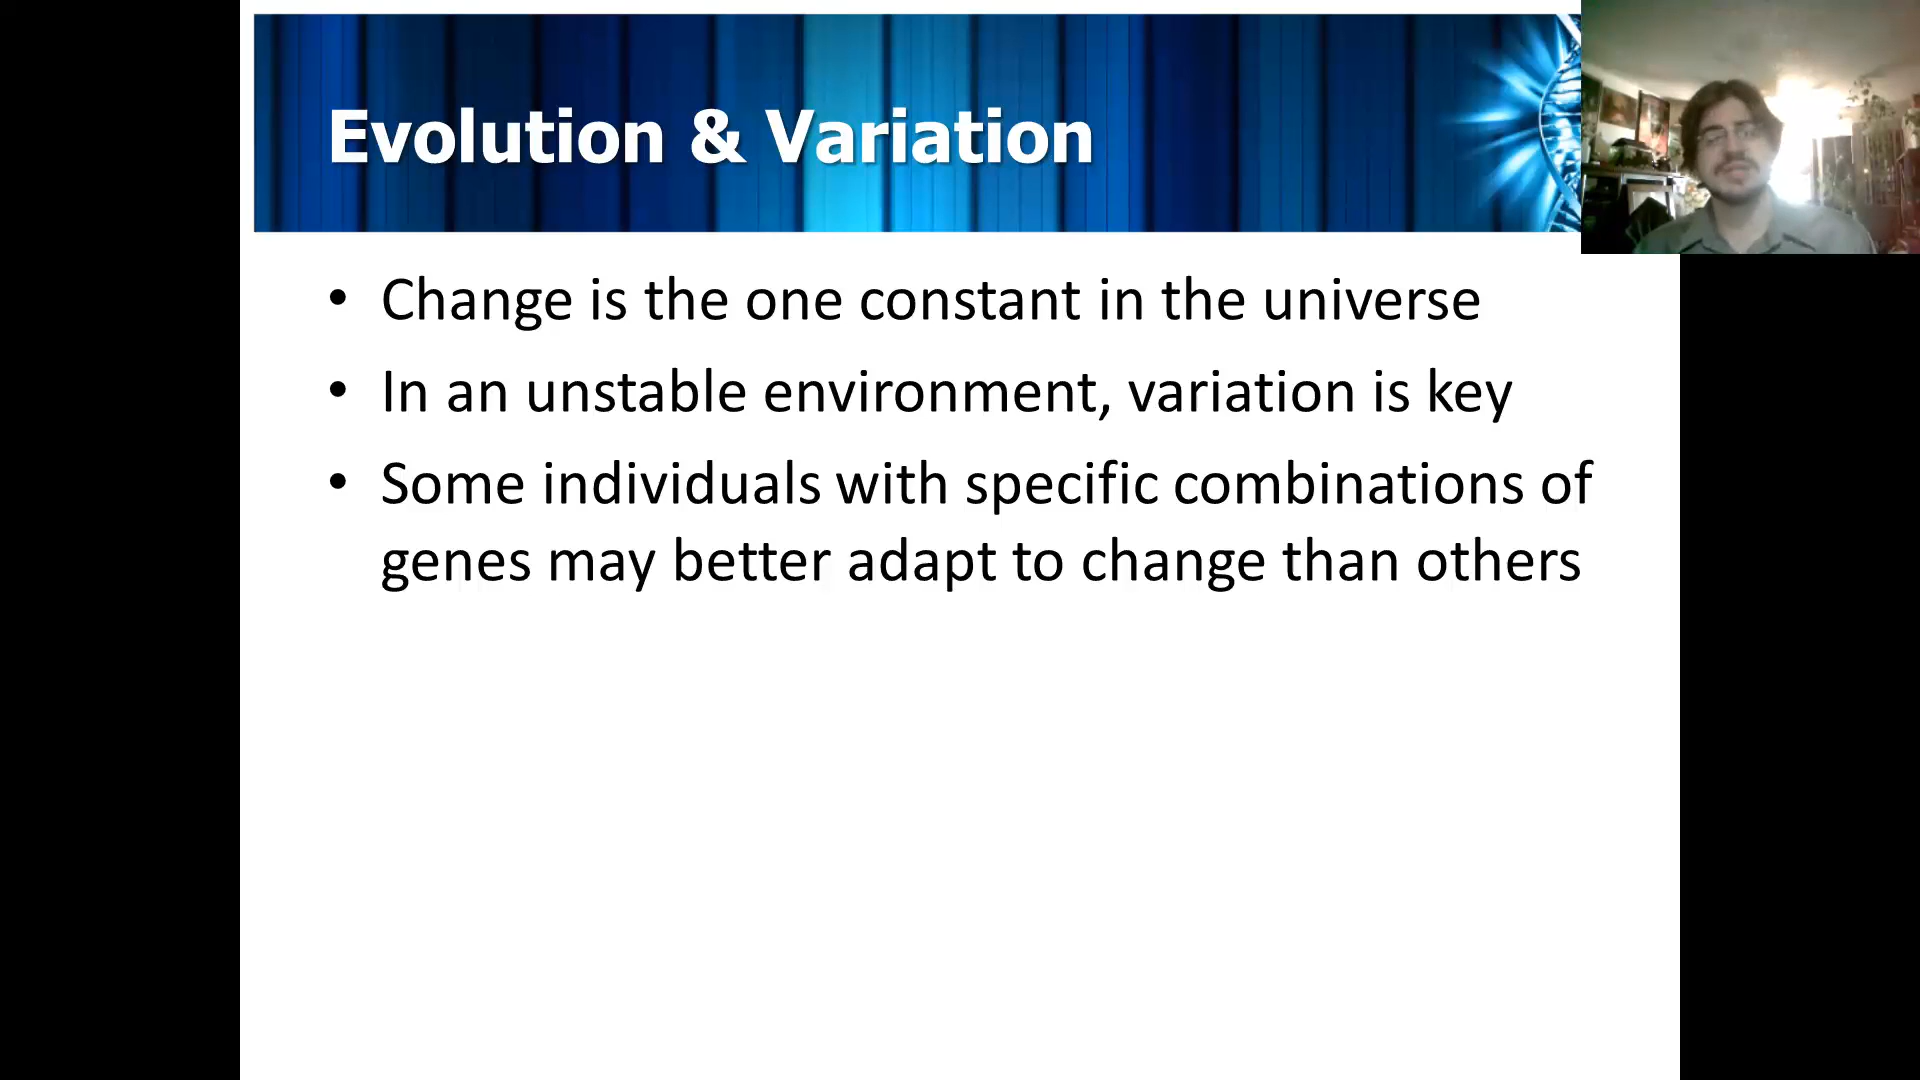 Evolution & Variation
• Change is the one constant in the universe
• In an unstable environment, variation is key
• Some individuals with specific combinations of
genes may better adapt to change than others